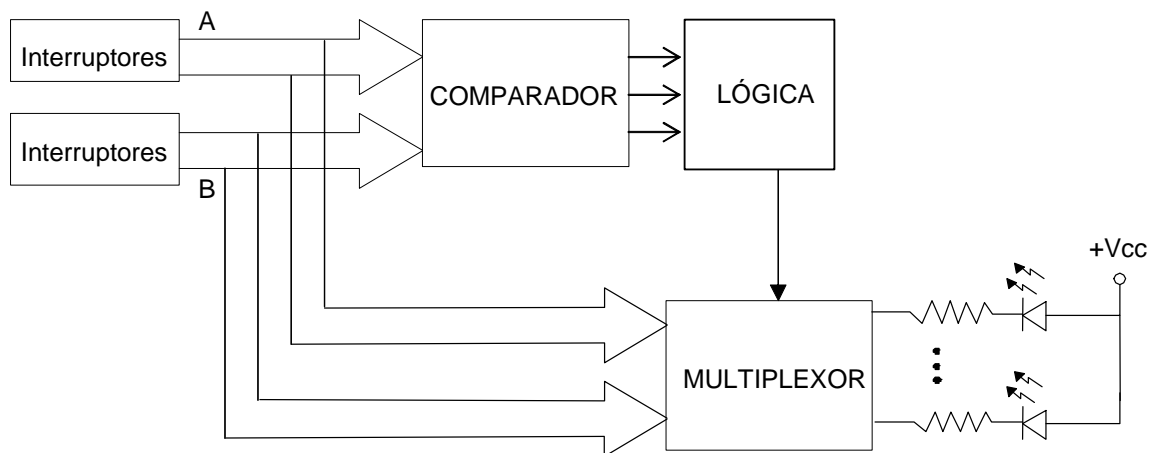 A
Interruptores
COMPARADOR
LÓGICA
Interruptores
B
+Vcc
MULTIPLEXOR